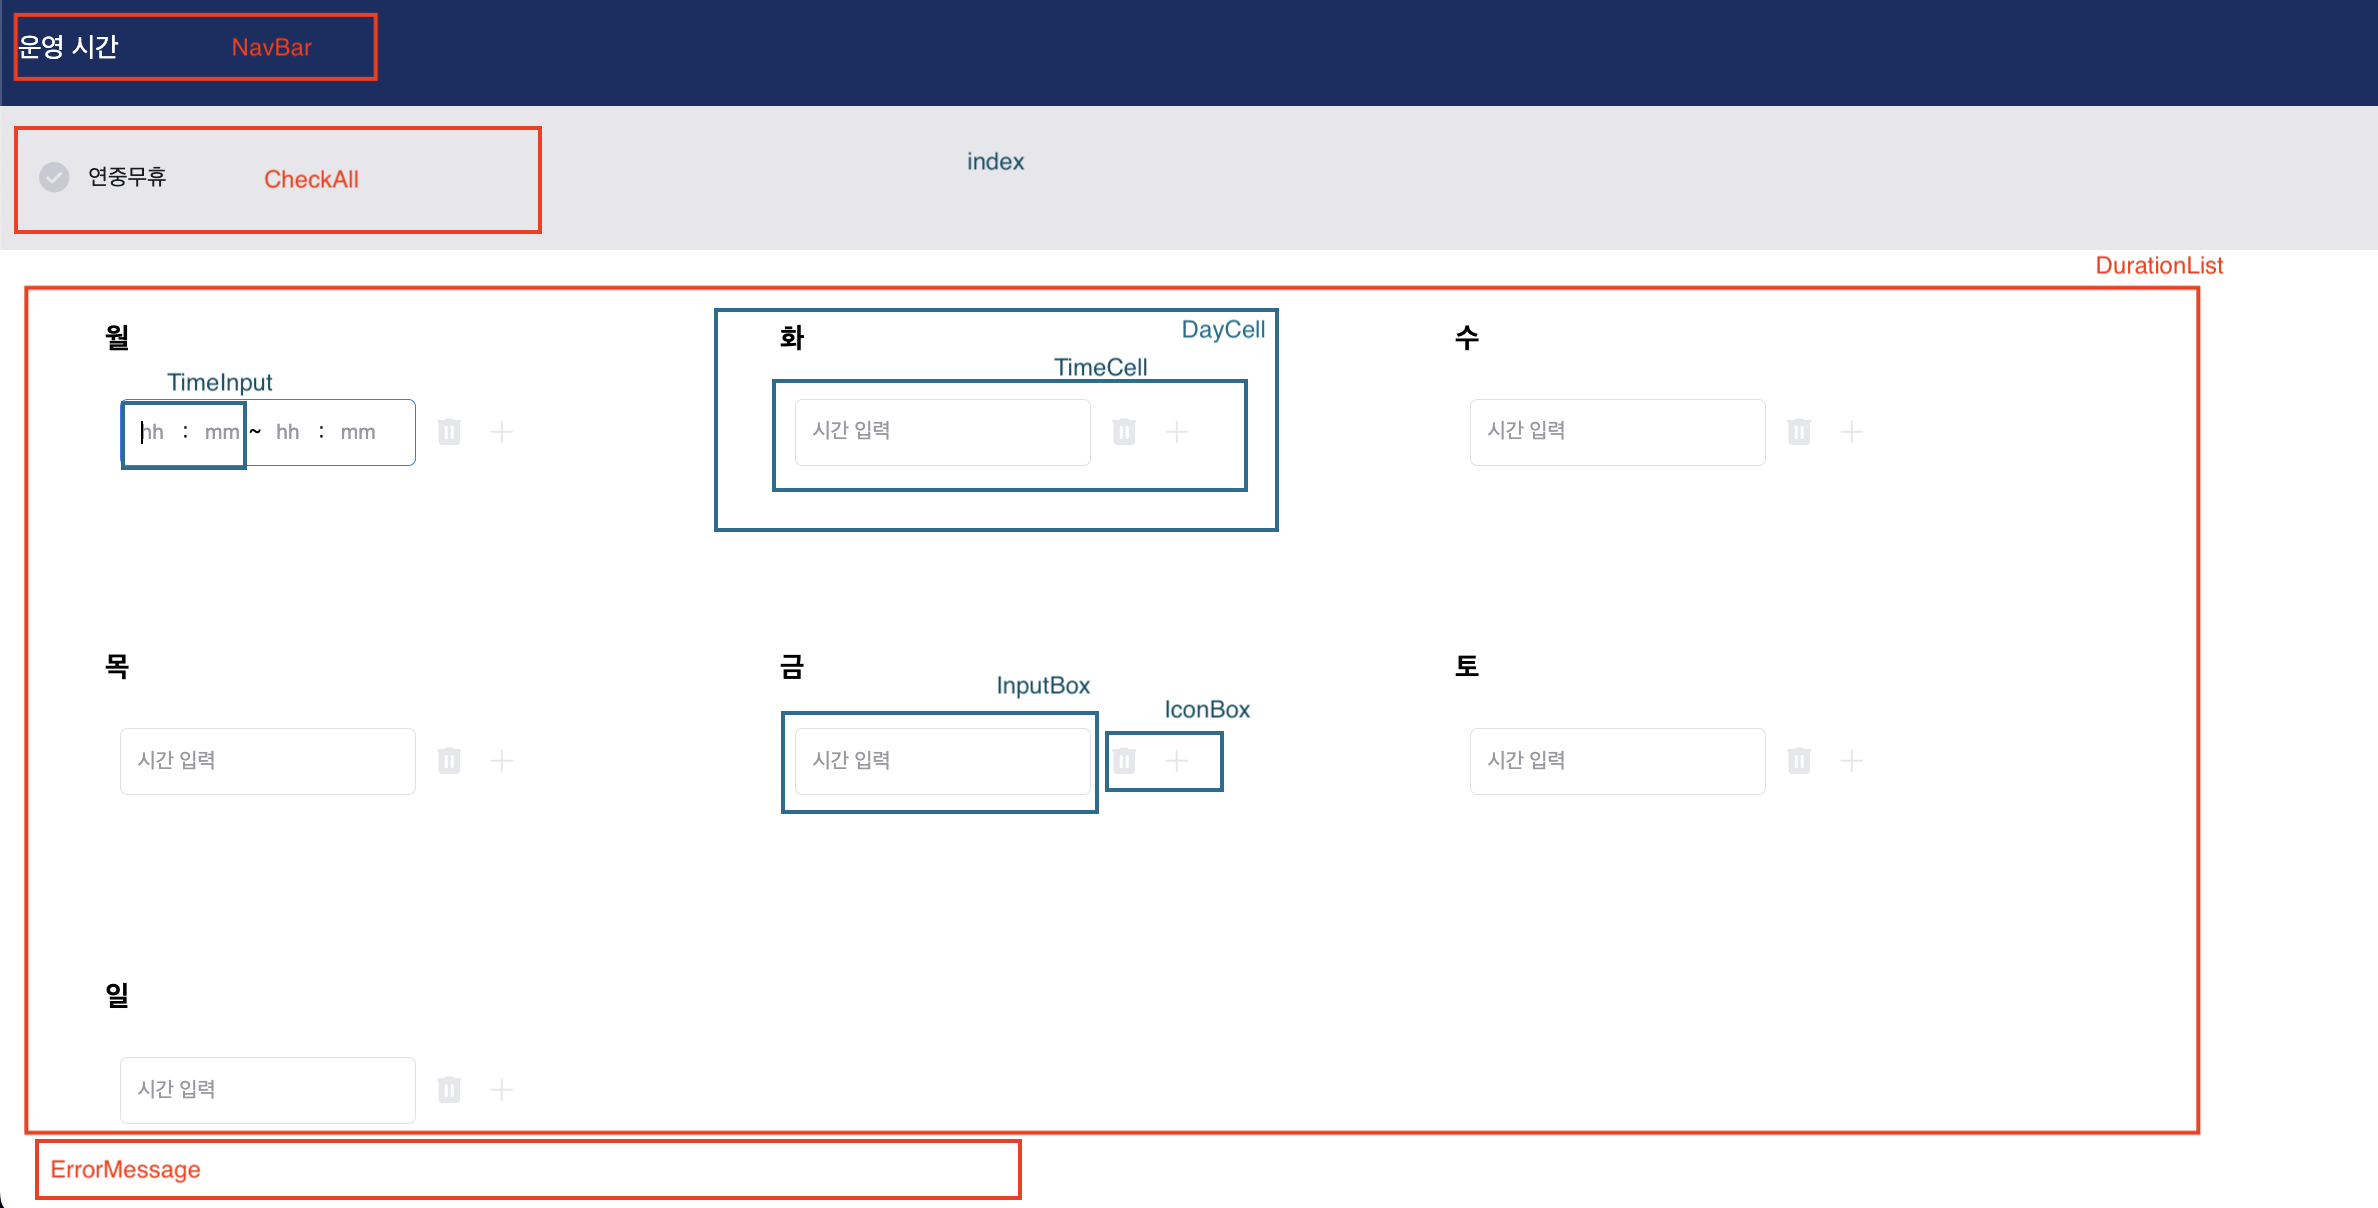 운영 시간 NavBar
연중무휴 CheckAll
index
DurationList
월
화
DayCell
수
TimeInput
TimeCell
hh : mm ~ hh : mm
시간 입력
시간 입력
목
금
토
InputBox
IconBox
시간 입력
시간 입력
시간 입력
일
시간 입력
ErrorMessage